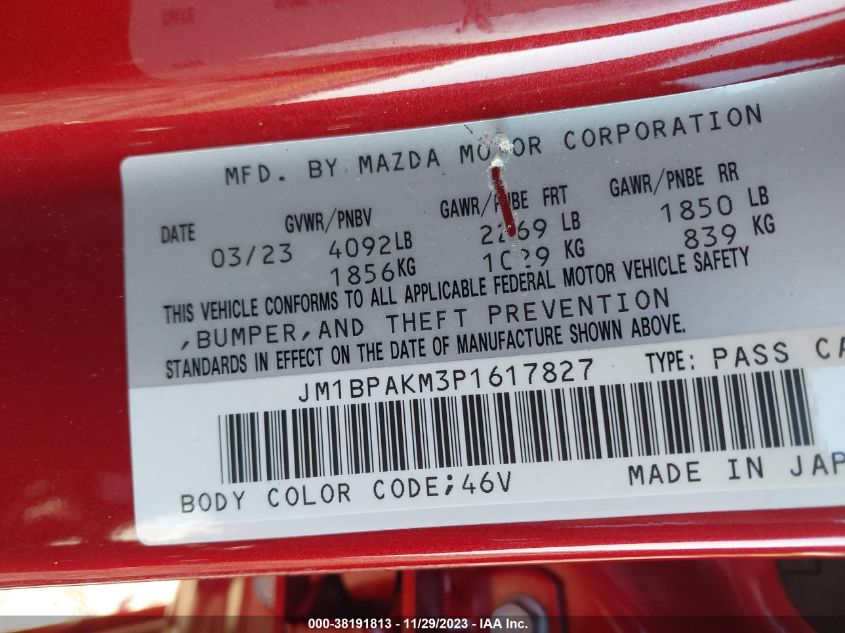 MFD. BY MAZDA MOTOR CORPORATION
DATE GVWR/PNBV GAWR/PNBE FRT GAWR/PNBE RR
03/23 4092LB 2269 LB 1850 LB
1856KG 1029 KG 839 KG
THIS VEHICLE CONFORMS TO ALL APPLICABLE FEDERAL MOTOR VEHICLE SAFETY
,BUMPER,AND THEFT PREVENTION
STANDARDS IN EFFECT ON THE DATE OF MANUFACTURE SHOWN ABOVE.
JM1BPAKM3P1617827 TYPE: PASS CA
BODY COLOR CODE;46V MADE IN JAP
000-38191813 - 11/29/2023 - IAA Inc.